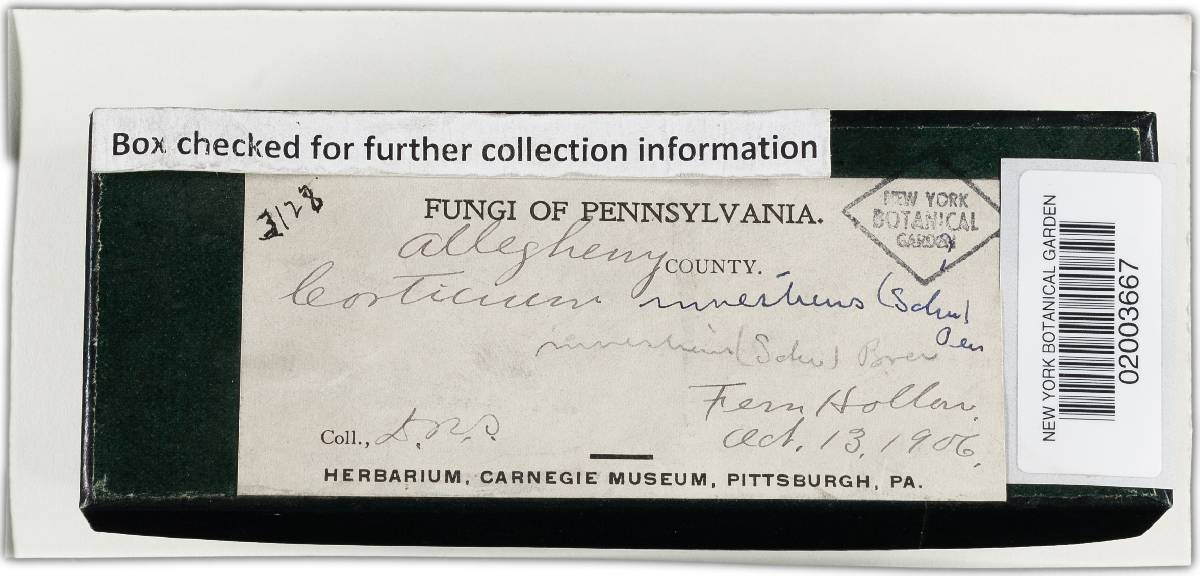 Box checked for further collection information
3128
FUNGI OF PENNSYLVANIA.
Allegheny COUNTY.
Corticium investiens (Schw)
investiens (Schw) Bres
Fern Hollow.
Coll., D.R.S. Oct. 13, 1906.
HERBARIUM, CARNEGIE MUSEUM, PITTSBURGH, PA.
NEW YORK
BOTANICAL
GARDEN
NEW YORK BOTANICAL GARDEN
02003667